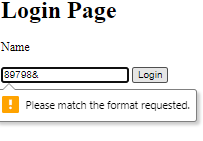 Login Page
Name
89798& Login
Please match the format requested.